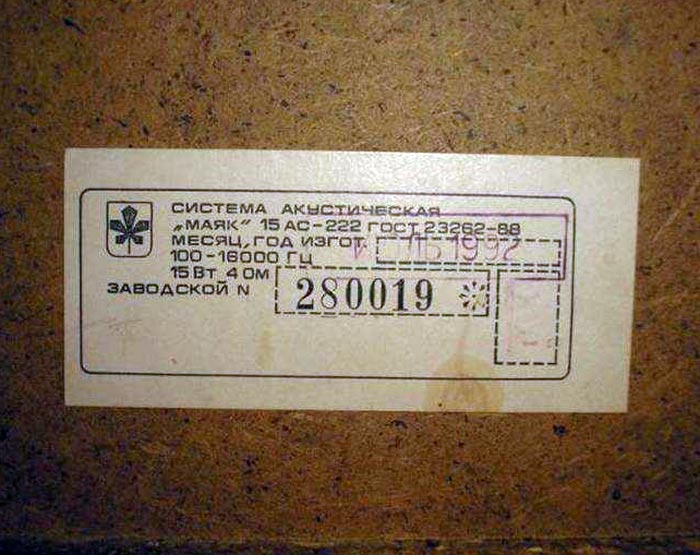 СИСТЕМА АКУСТИЧЕСКАЯ
„МАЯК" 15 АС-222 ГОСТ 23262-88
МЕСЯЦ, ГОД ИЗГОТ. 1992
100-16000 ГЦ
15 Вт 4 ОМ
ЗАВОДСКОЙ N 280019